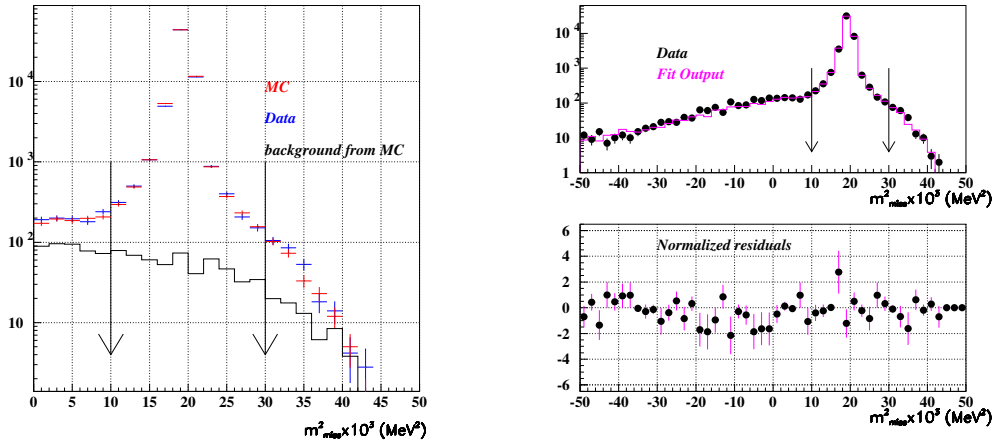 10⁴
10³
10²
10
MC
Data
background from MC
0 5 10 15 20 25 30 35 40 45 50
m²miss×10³ (MeV²)
10⁴
10³
10²
10
1
Data
Fit Output
-50 -40 -30 -20 -10 0 10 20 30 40 50
m²miss×10³ (MeV²)
6
4
2
0
-2
-4
-6
Normalized residuals
-50 -40 -30 -20 -10 0 10 20 30 40 50
m²miss×10³ (MeV²)